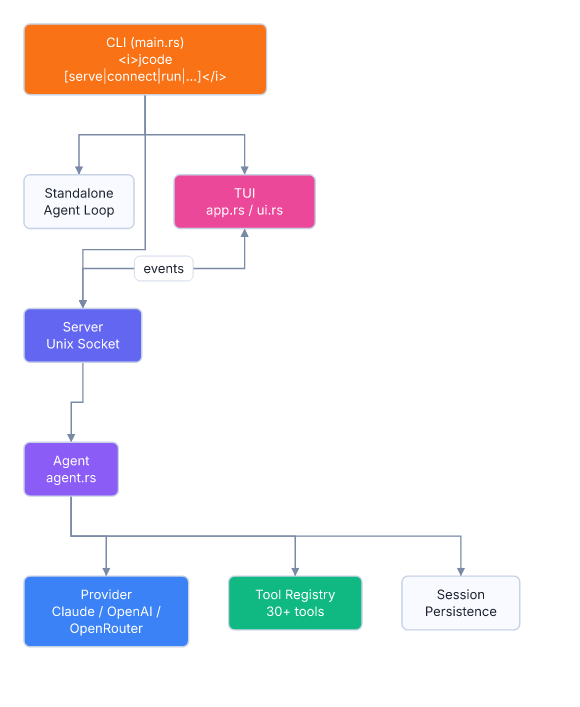 CLI (main.rs)
<i>jcode
[serve|connect|run|...]</i>
Standalone
Agent Loop
TUI
app.rs / ui.rs
events
Server
Unix Socket
Agent
agent.rs
Provider
Claude / OpenAI /
OpenRouter
Tool Registry
30+ tools
Session
Persistence